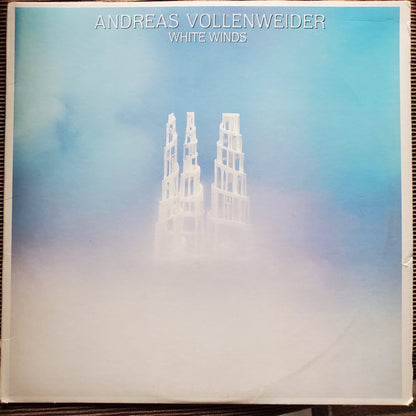 ANDREAS VOLLENWEIDER
WHITE WINDS